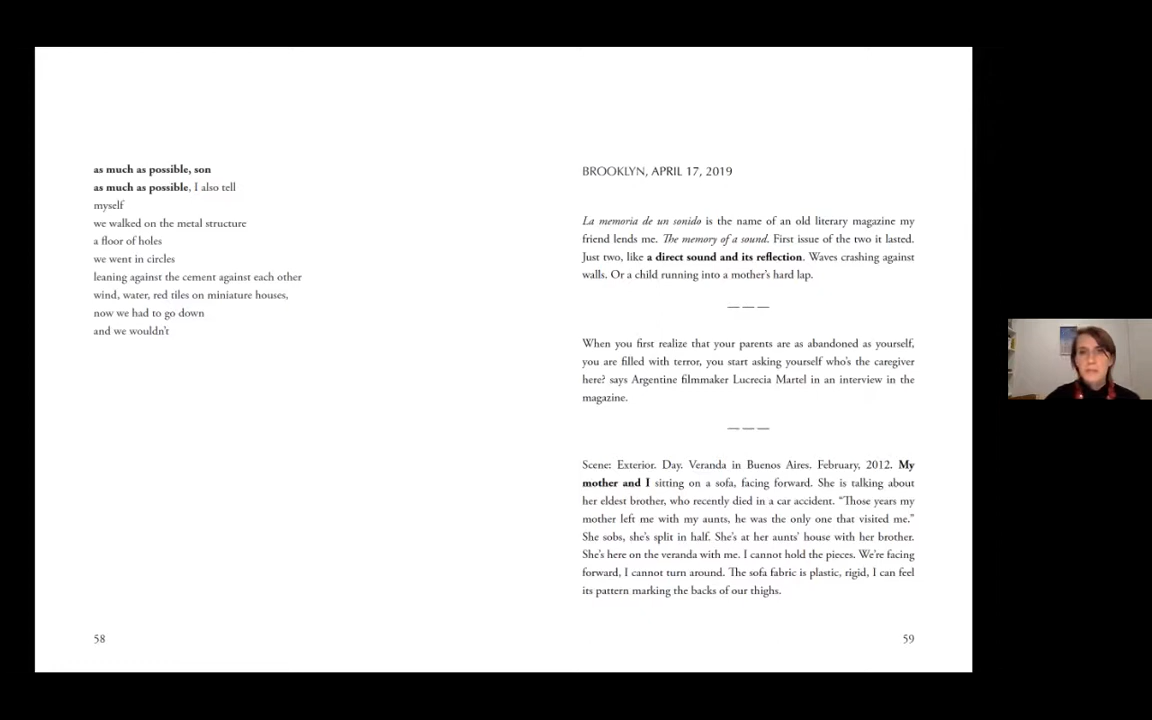 as much as possible, son
as much as possible, I also tell
myself
we walked on the metal structure
a floor of holes
we went in circles
leaning against the cement against each other
wind, water, red tiles on miniature houses,
now we had to go down
and we wouldn't
58
BROOKLYN, APRIL 17, 2019
La memoria de un sonido is the name of an old literary magazine my
friend lends me. The memory of a sound. First issue of the two it lasted.
Just two, like a direct sound and its reflection. Waves crashing against
walls. Or a child running into a mother's hard lap.
— — —
When you first realize that your parents are as abandoned as yourself,
you are filled with terror, you start asking yourself who's the caregiver
here? says Argentine filmmaker Lucrecia Martel in an interview in the
magazine.
— — —
Scene: Exterior. Day. Veranda in Buenos Aires. February, 2012. My
mother and I sitting on a sofa, facing forward. She is talking about
her eldest brother, who recently died in a car accident. “Those years my
mother left me with my aunts, he was the only one that visited me.”
She sobs, she's split in half. She's at her aunts' house with her brother.
She's here on the veranda with me. I cannot hold the pieces. We're facing
forward, I cannot turn around. The sofa fabric is plastic, rigid, I can feel
its pattern marking the backs of our thighs.
59